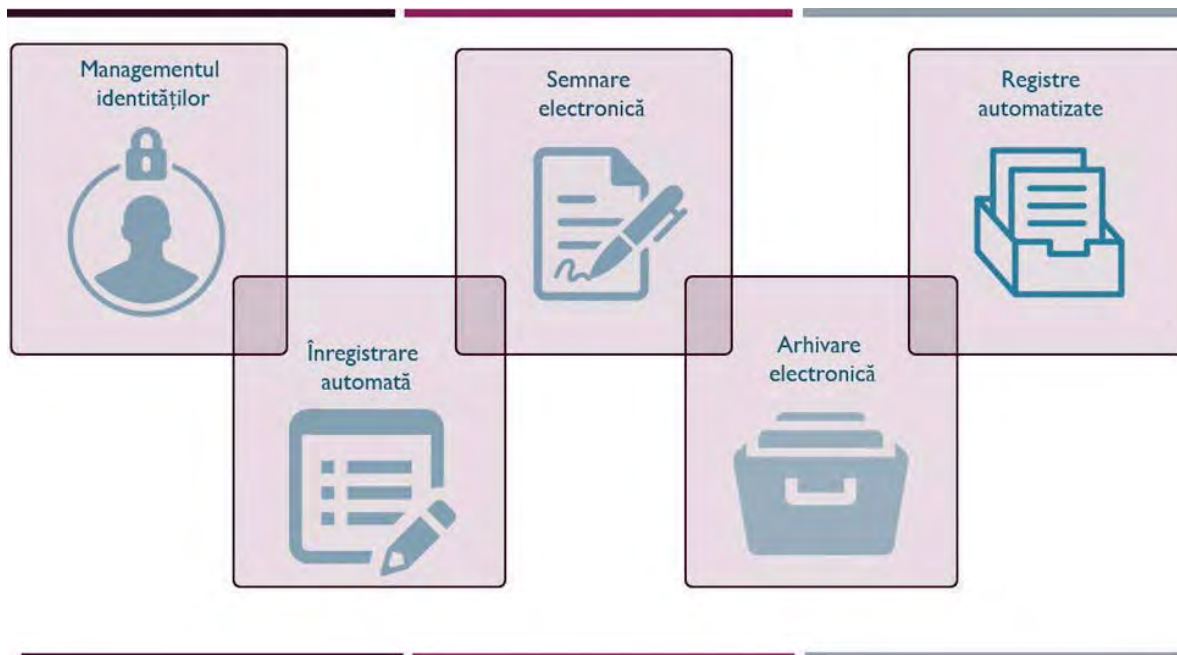 Managementul
identităților
Semnare
electronică
Registre
automatizate
Înregistrare
automată
Arhivare
electronică